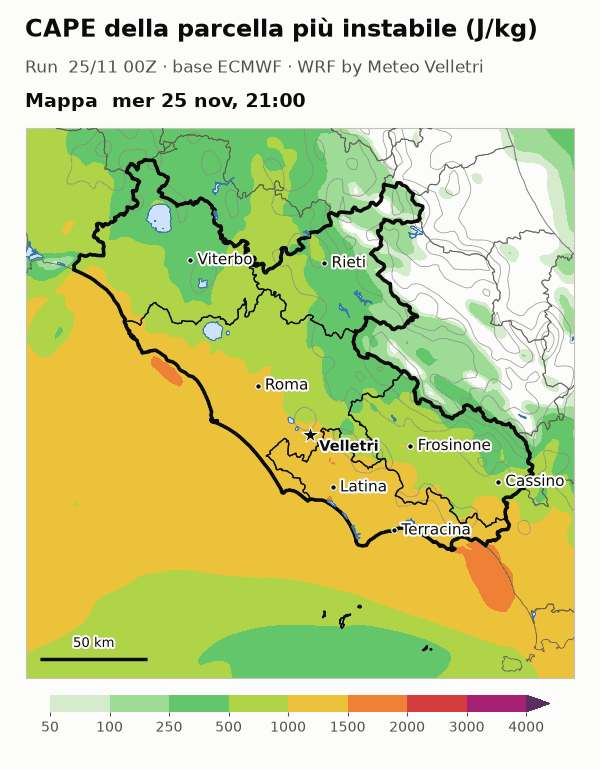 CAPE della parcella più instabile (J/kg)
Run  25/11 00Z · base ECMWF · WRF by Meteo Velletri
Mappa  mer 25 nov, 21:00
Viterbo
Rieti
Roma
Velletri
Frosinone
Latina
Cassino
Terracina
50 km
50 100 250 500 1000 1500 2000 3000 4000